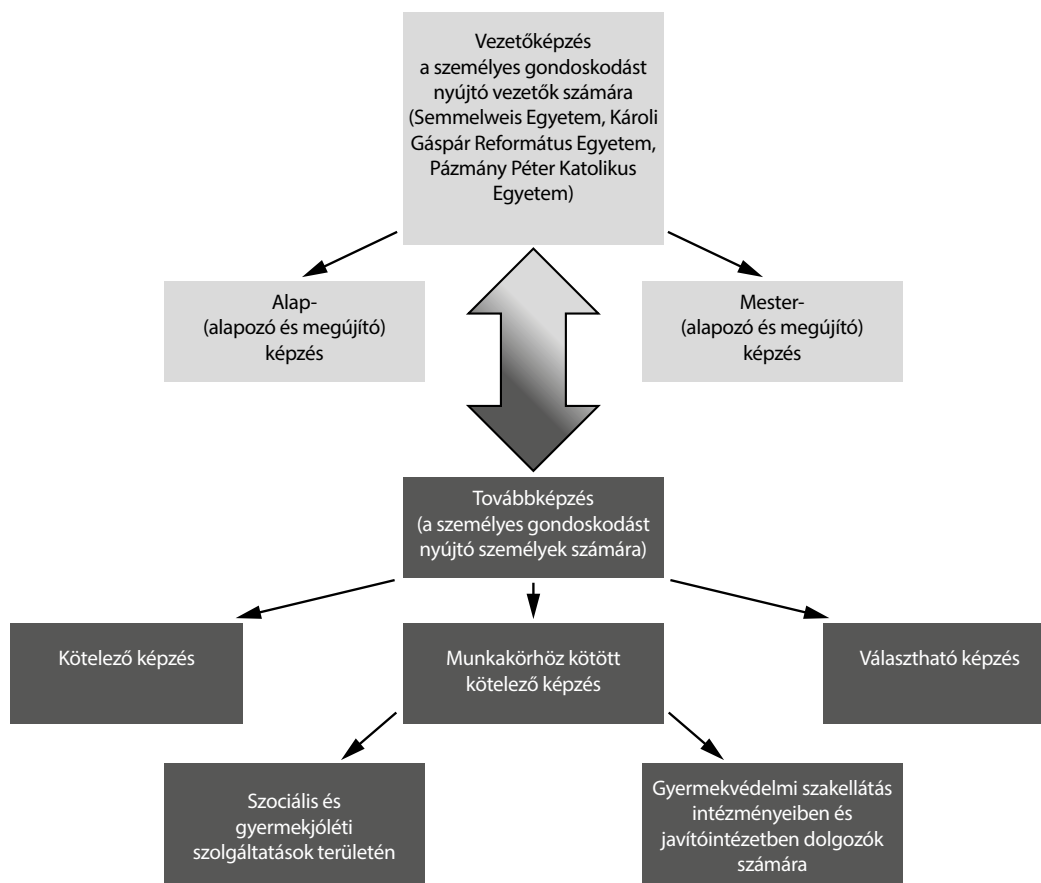 Vezetőképzés
a személyes gondoskodást
nyújtó vezetők számára
(Semmelweis Egyetem, Károli
Gáspár Református Egyetem,
Pázmány Péter Katolikus
Egyetem)
Alap-
(alapozó és megújító)
képzés
Mester-
(alapozó és megújító)
képzés
Továbbképzés
(a személyes gondoskodást
nyújtó személyek számára)
Kötelező képzés
Munkakörhöz kötött
kötelező képzés
Választható képzés
Szociális és
gyermekjóléti
szolgáltatások területén
Gyermekvédelmi szakellátás
intézményeiben és
javítóintézetben dolgozók
számára